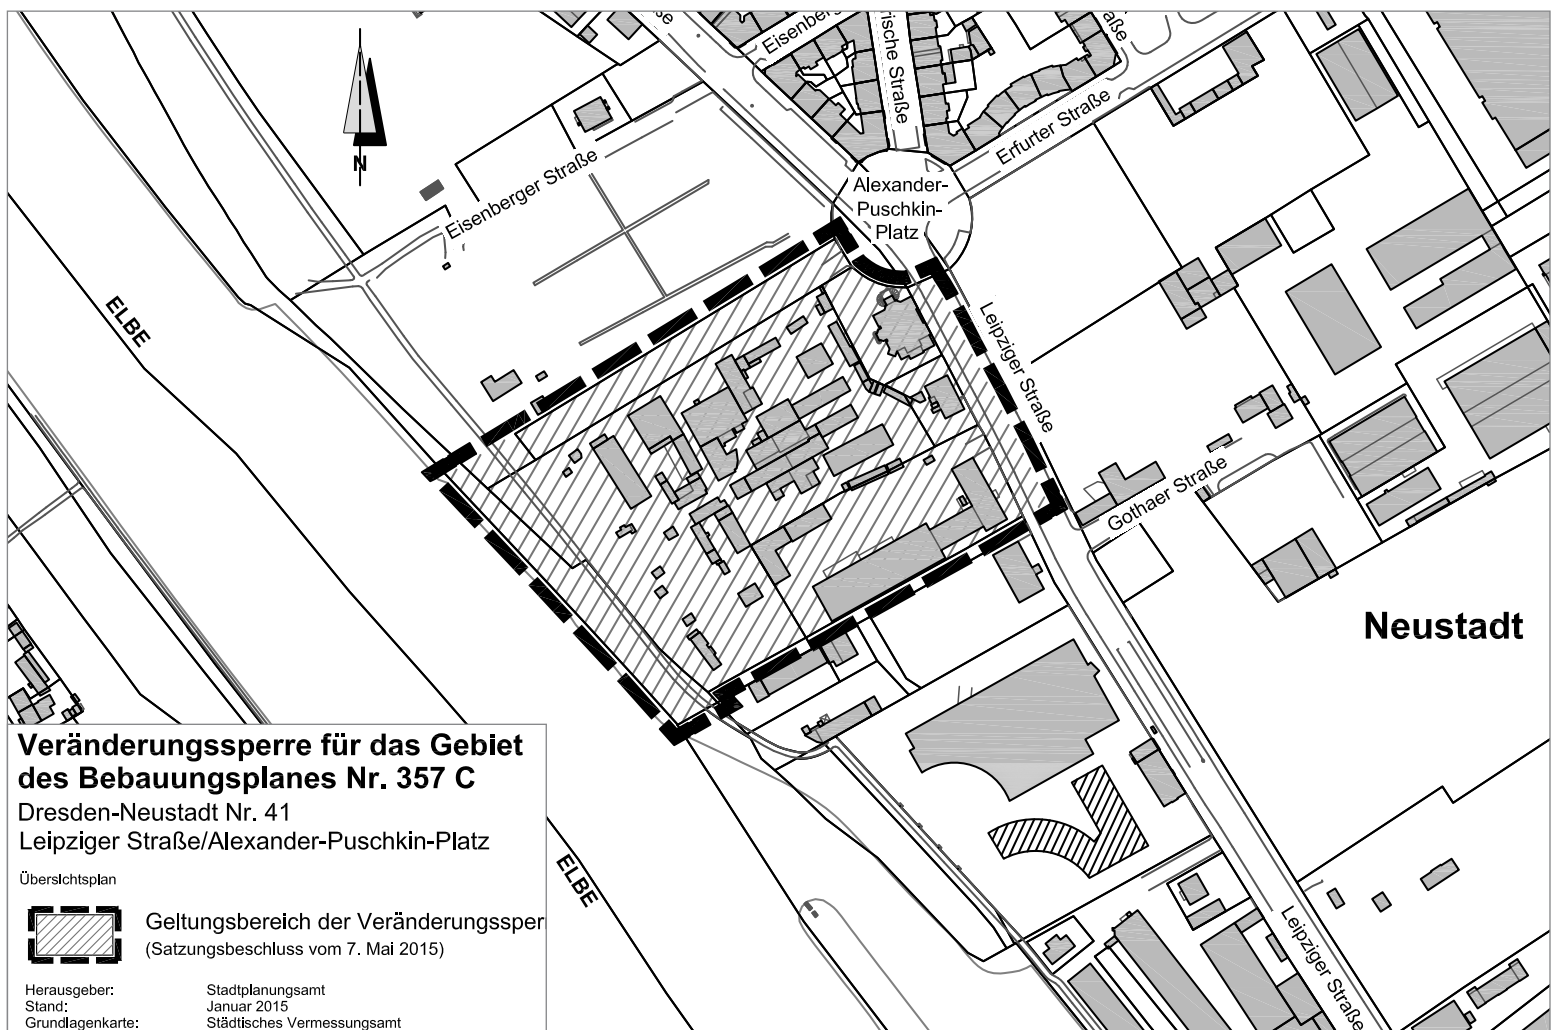 Eisenberg
rische Straße
Erfurter Straße
N
Eisenberger Straße
Alexander-
Puschkin-
Platz
ELBE
Leipziger Straße
Gothaer Straße
Neustadt
Veränderungssperre für das Gebiet
des Bebauungsplanes Nr. 357 C
Dresden-Neustadt Nr. 41
Leipziger Straße/Alexander-Puschkin-Platz
Übersichtsplan
Geltungsbereich der Veränderungssper
(Satzungsbeschluss vom 7. Mai 2015)
Herausgeber: Stadtplanungsamt
Stand: Januar 2015
Grundlagenkarte: Städtisches Vermessungsamt
ELBE
Leipziger Straße